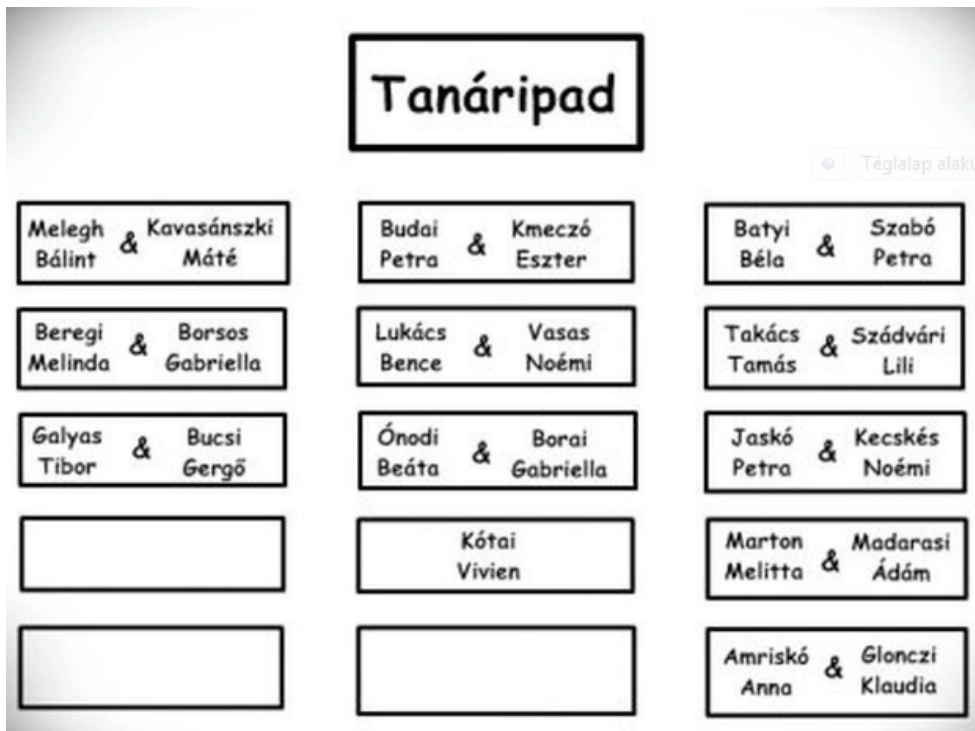 Tanáripad
Téglalap alaku
Melegh & Kavasánszki
Bálint Máté
Budai & Kmeczó
Petra Eszter
Batyi & Szabó
Béla Petra
Beregi & Borsos
Melinda Gabriella
Lukács & Vasas
Bence Noémi
Takács & Szádvári
Tamás Lili
Galyas & Bucsi
Tibor Gergő
Ónodi & Borai
Beáta Gabriella
Jaskó & Kecskés
Petra Noémi
Kótai
Vivien
Marton & Madarasi
Melitta Ádám
Amriskó & Glonczi
Anna Klaudia